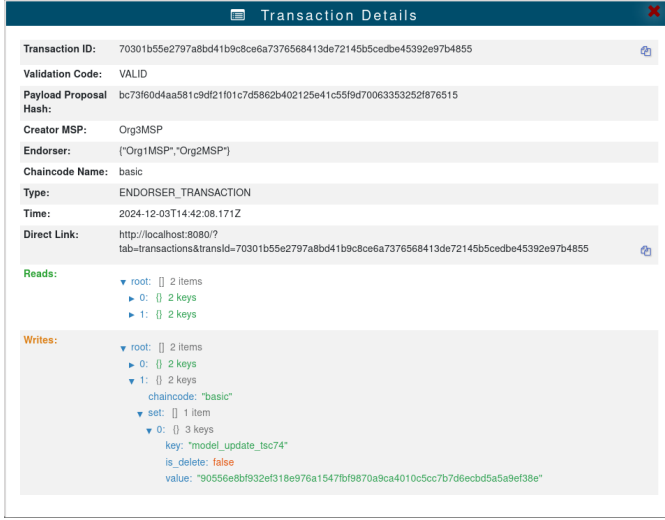 Transaction Details
Transaction ID: 70301b55e2797a8bd41b9c8ce6a7376568413de72145b5cedbe45392e97b4855
Validation Code: VALID
Payload Proposal Hash: bc73f60d4aa581c9df21f01c7d5862b402125e41c55f9d70063353252f876515
Creator MSP: Org3MSP
Endorser: {"Org1MSP","Org2MSP"}
Chaincode Name: basic
Type: ENDORSER_TRANSACTION
Time: 2024-12-03T14:42:08.171Z
Direct Link: http://localhost:8080/?
tab=transactions&transId=70301b55e2797a8bd41b9c8ce6a7376568413de72145b5cedbe45392e97b4855
Reads:
▼ root: [] 2 items
▶ 0: {} 2 keys
▶ 1: {} 2 keys
Writes:
▼ root: [] 2 items
▶ 0: {} 2 keys
▼ 1: {} 2 keys
chaincode: "basic"
▼ set: [] 1 item
▼ 0: {} 3 keys
key: "model_update_tsc74"
is_delete: false
value: "90556e8bf932ef318e976a1547fbf9870a9ca4010c5cc7b7d6ecbd5a5a9ef38e"